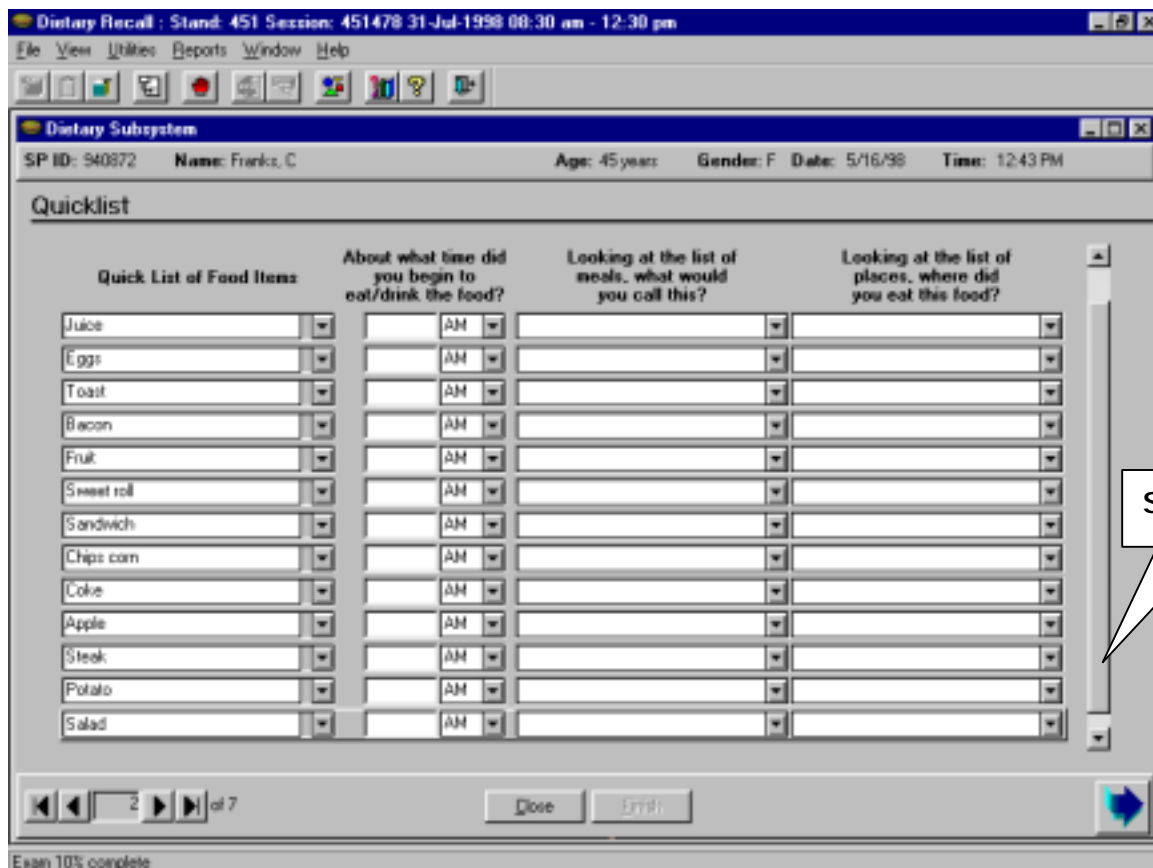 Dietary Recall : Stand: 451 Session: 451478 31-Jul-1998 08:30 am - 12:30 pm
File View Utilities Reports Window Help
Dietary Subsystem
SP ID: 940872 Name: Franks, C Age: 45 years Gender: F Date: 5/16/98 Time: 12:43 PM
Quicklist
Quick List of Food Items
About what time did
you begin to
eat/drink the food?
Looking at the list of
meals, what would
you call this?
Looking at the list of
places, where did
you eat this food?
Juice AM
Eggs AM
Toast AM
Bacon AM
Fruit AM
Sweet roll AM
Sandwich AM
Chips corn AM
Coke AM
Apple AM
Steak AM
Potato AM
Salad AM
2 of 7 Close Finish
Exam 10% complete